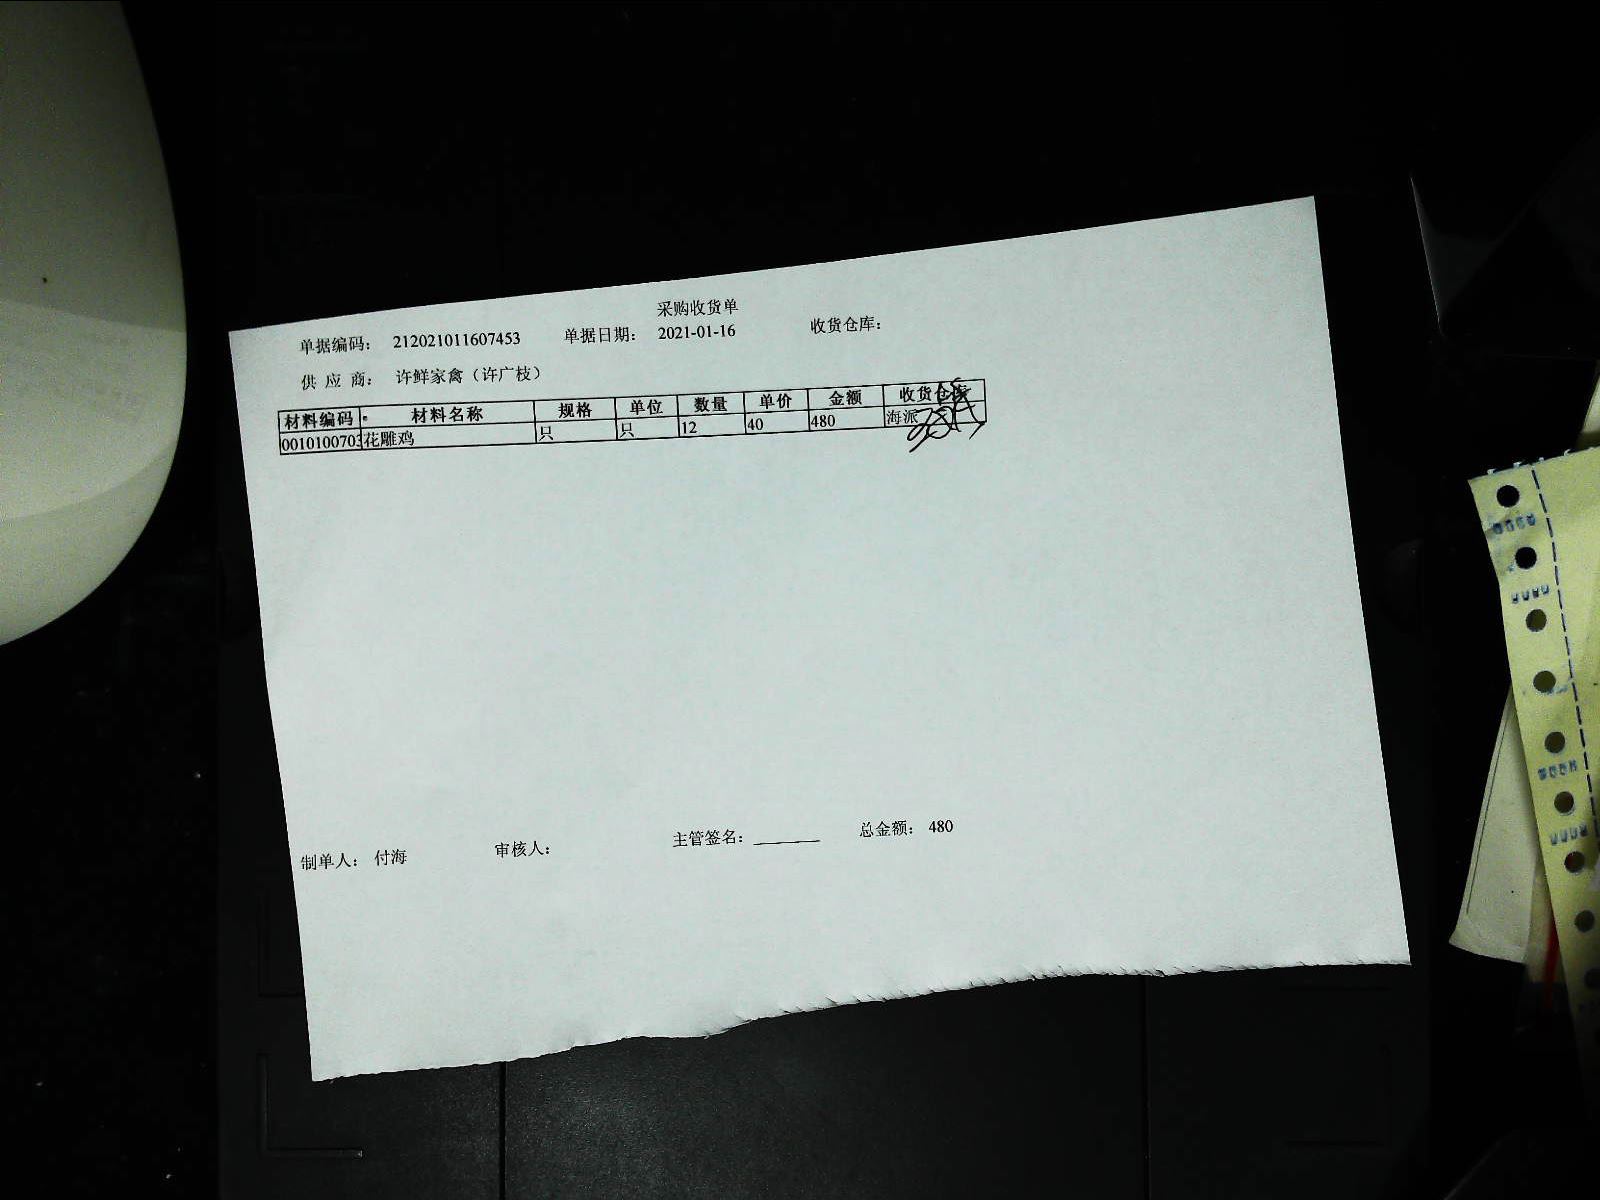 采购收货单
单据编码： 212021011607453 单据日期： 2021-01-16 收货仓库：
供 应 商： 许鲜家禽（许广枝）
材料编码 材料名称 规格 单位 数量 单价 金额 收货仓库
0010100703 花雕鸡 只 只 12 40 480 海派
制单人： 付海 审核人： 主管签名： 总金额： 480